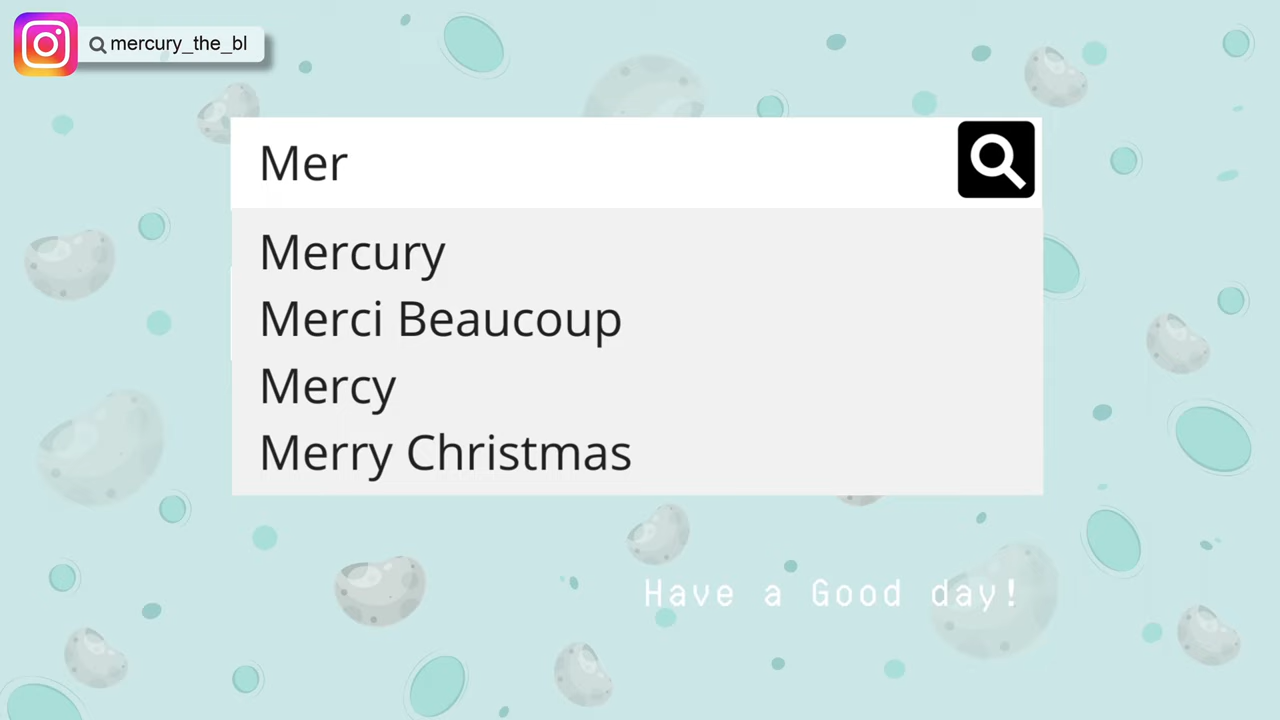 mercury_the_bl
Mer
Mercury
Merci Beaucoup
Mercy
Merry Christmas
Have a Good day!